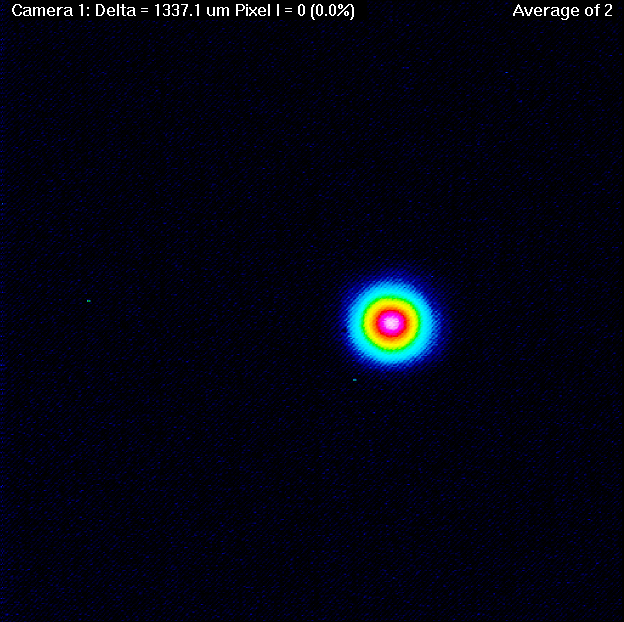 Camera 1: Delta = 1337.1 um Pixel I = 0 (0.0%) Average of 2